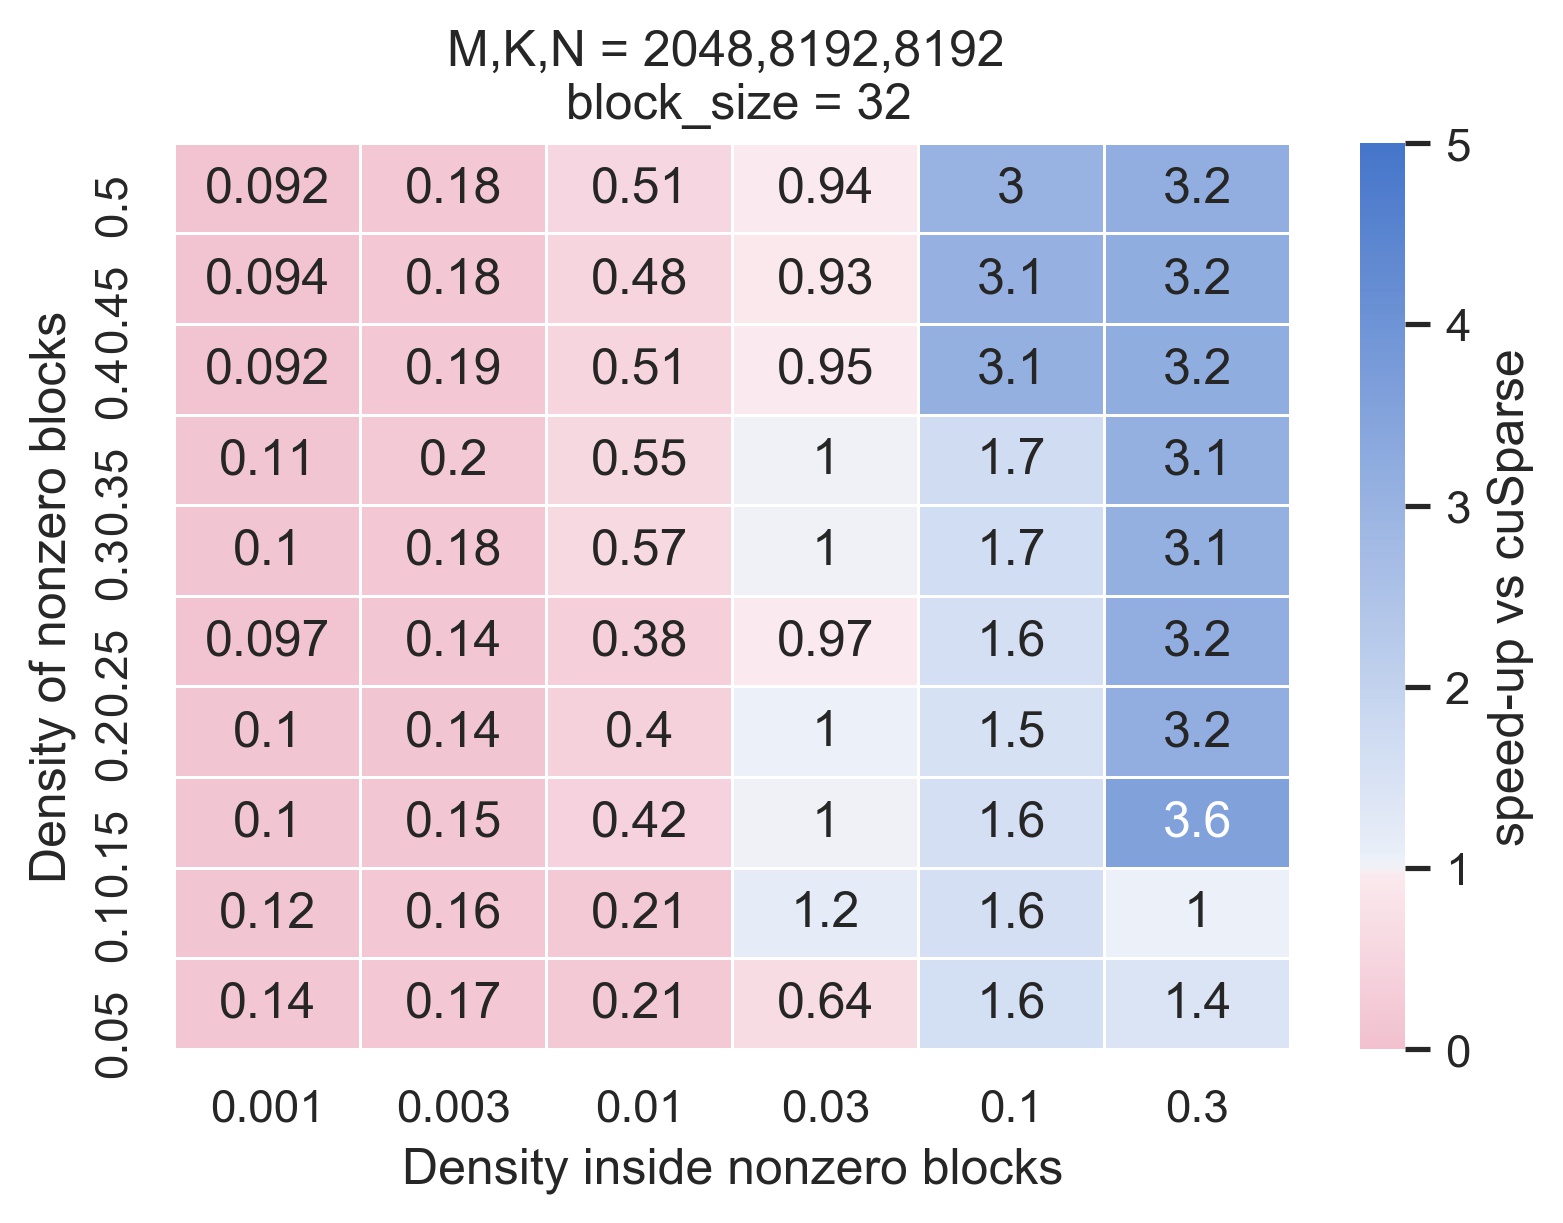 M,K,N = 2048,8192,8192
block_size = 32
Density of nonzero blocks
0.5 0.092 0.18 0.51 0.94 3 3.2
0.45 0.094 0.18 0.48 0.93 3.1 3.2
0.4 0.092 0.19 0.51 0.95 3.1 3.2
0.35 0.11 0.2 0.55 1 1.7 3.1
0.3 0.1 0.18 0.57 1 1.7 3.1
0.25 0.097 0.14 0.38 0.97 1.6 3.2
0.2 0.1 0.14 0.4 1 1.5 3.2
0.15 0.1 0.15 0.42 1 1.6 3.6
0.1 0.12 0.16 0.21 1.2 1.6 1
0.05 0.14 0.17 0.21 0.64 1.6 1.4
0.001 0.003 0.01 0.03 0.1 0.3
Density inside nonzero blocks
5
4
3
2
1
0
speed-up vs cuSparse